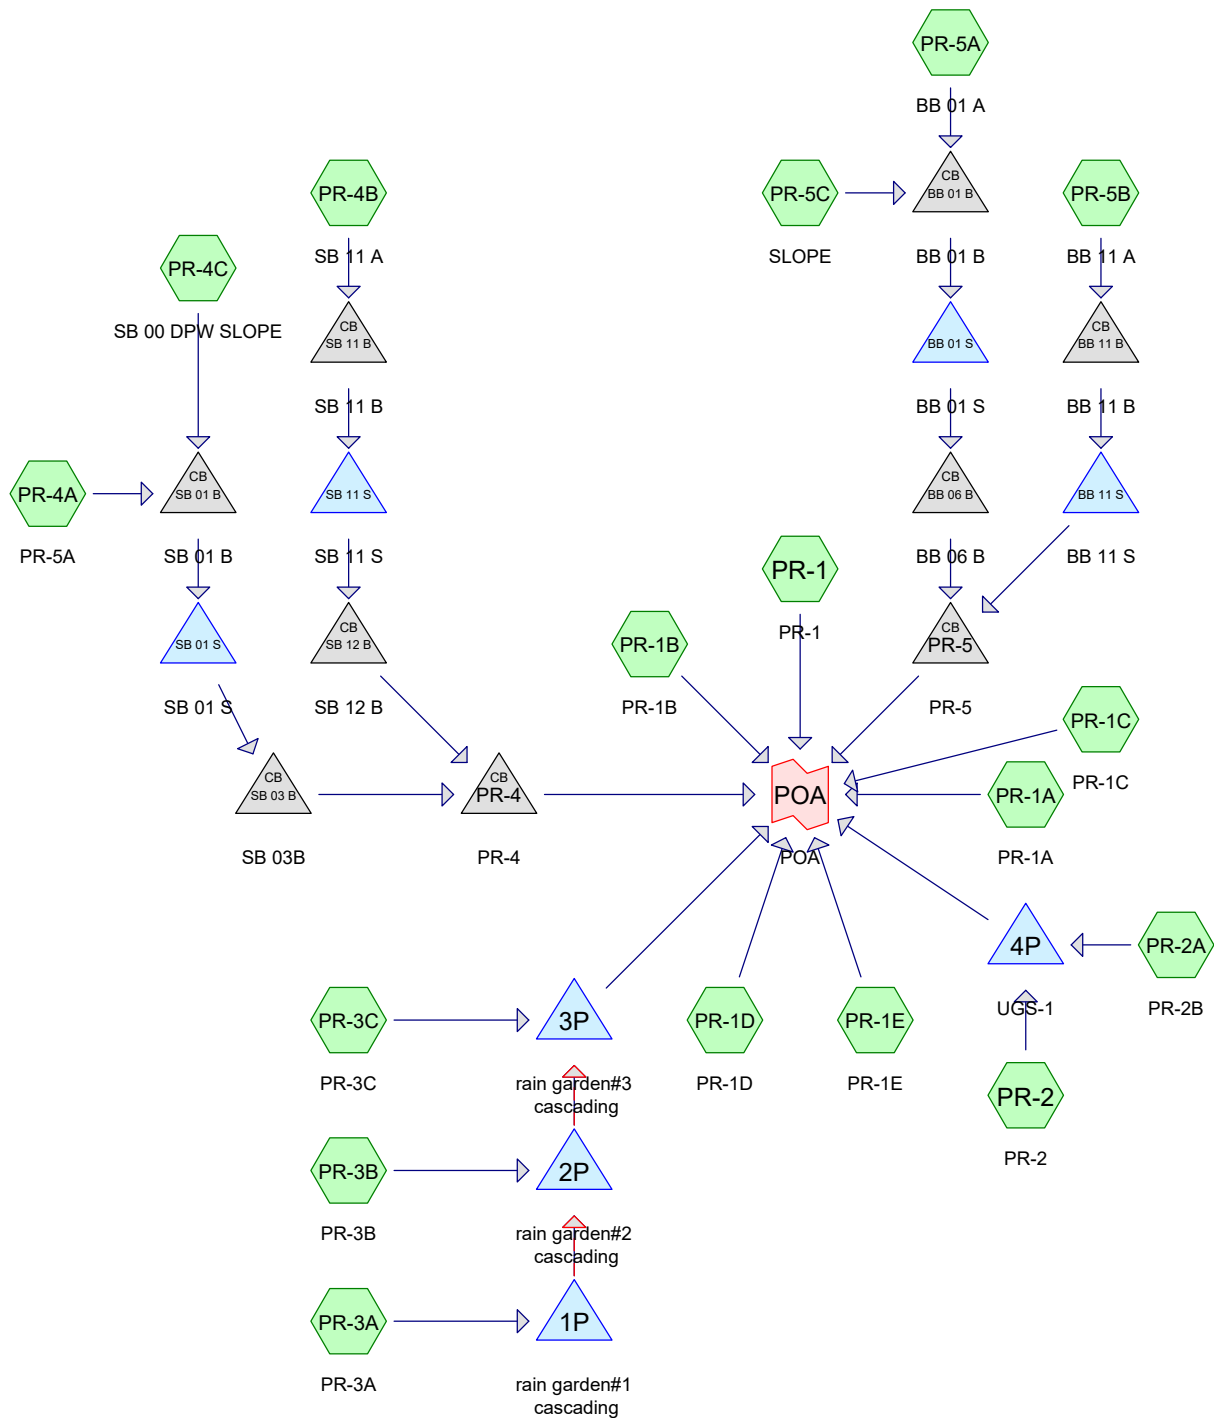 PR-5A
BB 01 A
PR-4B
PR-5C
CB
BB 01 B
PR-5B
SB 11 A
SLOPE
BB 01 B
BB 11 A
PR-4C
SB 00 DPW SLOPE
CB
SB 11 B
BB 01 S
CB
BB 11 B
SB 11 B
BB 01 S
BB 11 B
PR-4A
CB
SB 01 B
SB 11 S
CB
BB 06 B
BB 11 S
PR-5A
SB 01 B
SB 11 S
BB 06 B
BB 11 S
PR-1
PR-1
SB 01 S
CB
SB 12 B
PR-1B
CB
PR-5
SB 01 S
SB 12 B
PR-1B
PR-5
PR-1C
PR-1C
CB
SB 03 B
CB
PR-4
POA
PR-1A
SB 03B
PR-4
POA
PR-1A
4P
PR-2A
UGS-1
PR-2B
PR-3C
3P
PR-1D
PR-1E
PR-3C
rain garden#3
cascading
PR-1D
PR-1E
PR-2
PR-2
PR-3B
2P
PR-3B
rain garden#2
cascading
PR-3A
1P
PR-3A
rain garden#1
cascading